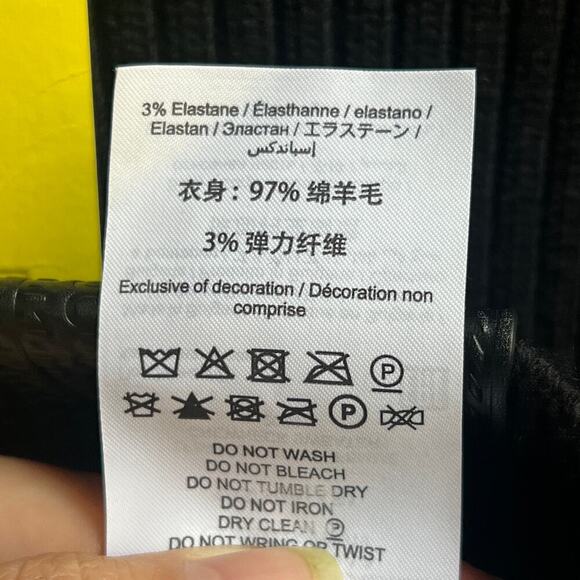 3% Elastane / Élasthanne / elastano /
Elastan / Эластан / エラステーン /
إسباندكس
衣身: 97% 绵羊毛
3% 弹力纤维
Exclusive of decoration / Décoration non
comprise
P
P
DO NOT WASH
DO NOT BLEACH
DO NOT TUMBLE DRY
DO NOT IRON
DRY CLEAN P
DO NOT WRING OR TWIST